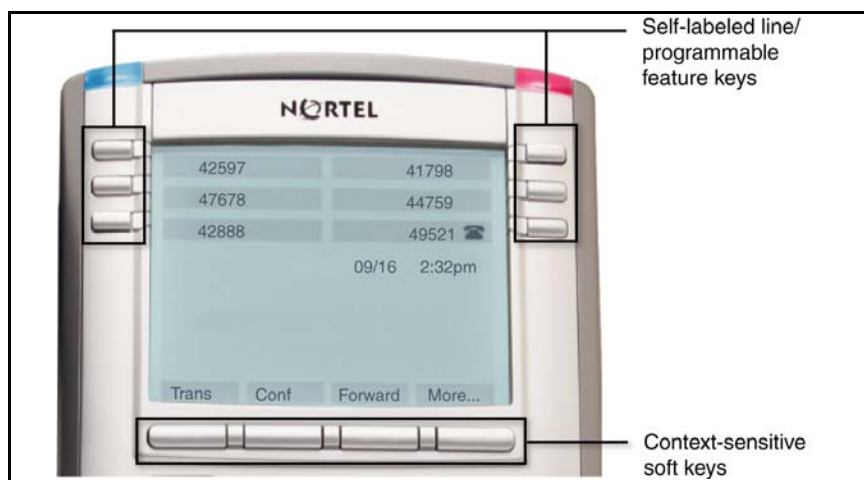 Self-labeled line/
programmable
feature keys
NORTEL
42597 41798
47678 44759
42888 49521
09/16 2:32pm
Trans Conf Forward More...
Context-sensitive
soft keys